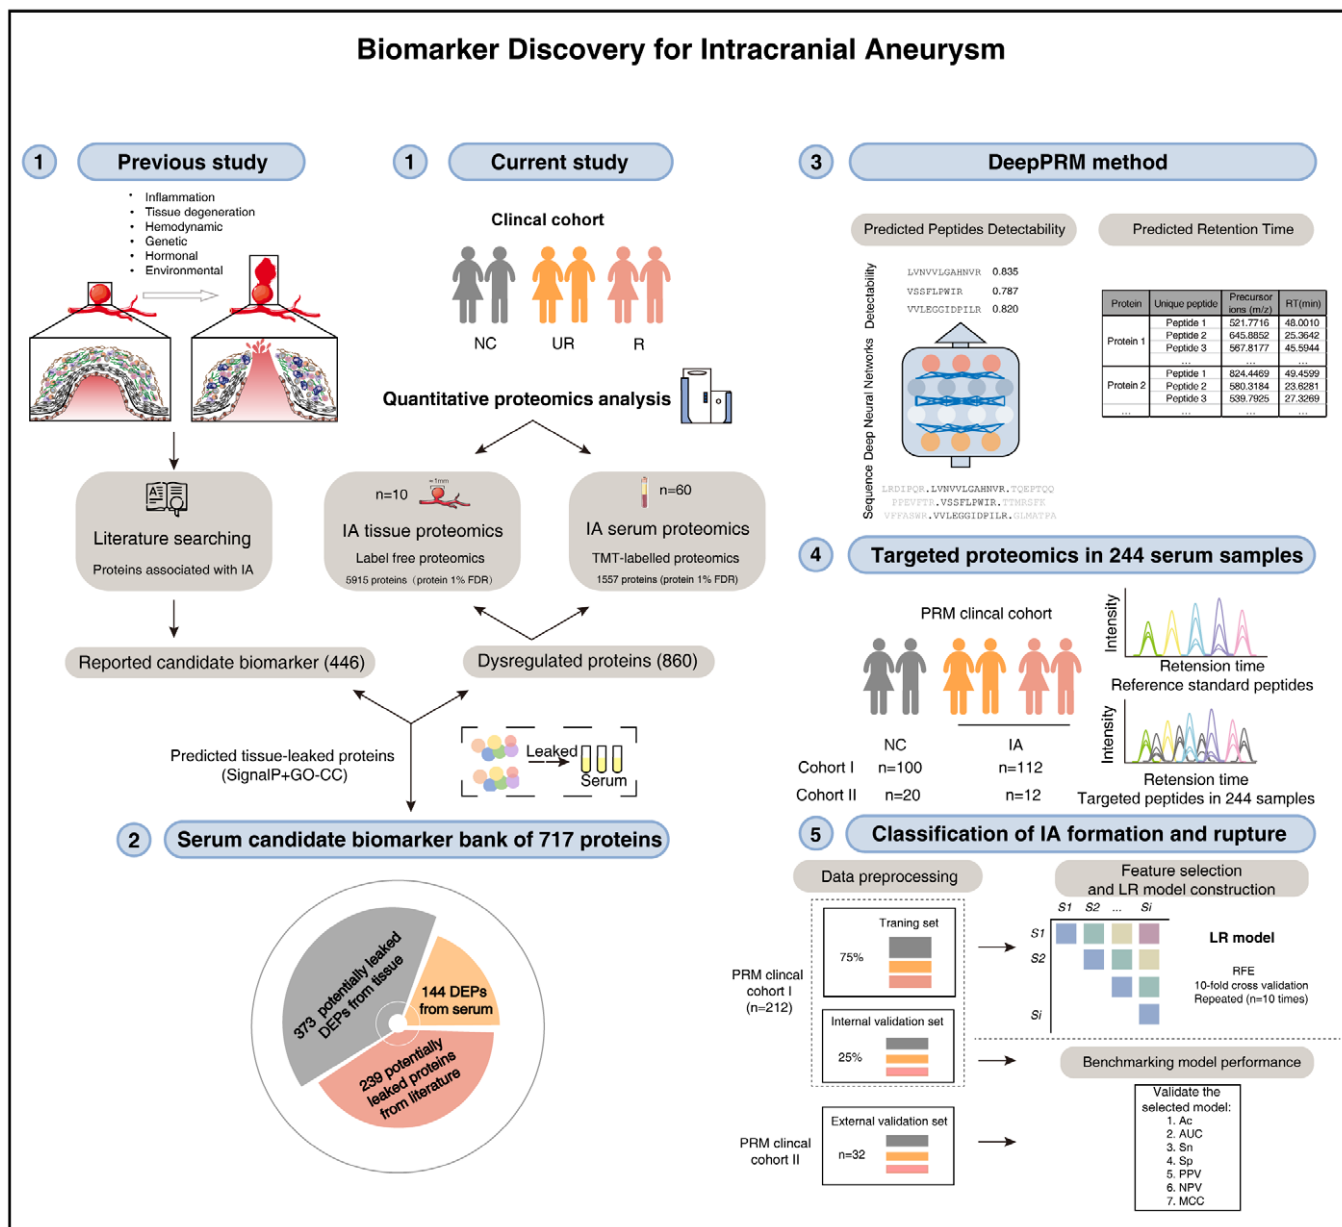 Biomarker Discovery for Intracranial Aneurysm
1
Previous study
Inflammation
Tissue degeneration
Hemodynamic
Genetic
Hormonal
Environmental
Literature searching
Proteins associated with IA
Reported candidate biomarker (446)
1
Current study
Clincal cohort
NC
UR
R
Quantitative proteomics analysis
n=10
≈1mm
IA tissue proteomics
Label free proteomics
5915 proteins (protein 1% FDR)
n=60
IA serum proteomics
TMT-labelled proteomics
1557 proteins (protein 1% FDR)
Dysregulated proteins (860)
Predicted tissue-leaked proteins
(SignalP+GO-CC)
Leaked
Serum
2
Serum candidate biomarker bank of 717 proteins
373 potentially leaked
DEPs from tissue
144 DEPs
from serum
239 potentially
leaked proteins
from literature
3
DeepPRM method
Predicted Peptides Detectability
Detectability
LVNVVLGAHNVR 0.835
VSSFLPWIR 0.787
VVLEGGIDPILR 0.820
Deep Neural Networks
Sequence
LRDIPQR.LVNVVLGAHNVR.TQEPTQQ
PPEVFTR.VSSFLPWIR.TTMRSFK
VFFASWR.VVLEGGIDPILR.GLMATPA
Predicted Retention Time
Protein Unique peptide Precursor ions (m/z) RT(min)
Protein 1
Peptide 1 521.7716 48.0010
Peptide 2 645.8852 25.3642
Peptide 3 567.8177 45.5944
... ... ...
Protein 2
Peptide 1 824.4469 49.4599
Peptide 2 580.3184 23.6281
Peptide 3 539.7925 27.3269
... ... ... ...
4
Targeted proteomics in 244 serum samples
PRM clincal cohort
NC IA
Cohort I n=100 n=112
Cohort II n=20 n=12
Intensity
Retension time
Reference standard peptides
Intensity
Retension time
Targeted peptides in 244 samples
5
Classification of IA formation and rupture
Data preprocessing
PRM clincal
cohort I
(n=212)
Traning set
75%
Internal validation set
25%
PRM clincal
cohort II
External validation set
n=32
Feature selection
and LR model construction
S1 S2 ... Si
S1
S2
Si
LR model
RFE
10-fold cross validation
Repeated (n=10 times)
Benchmarking model performance
Validate the
selected model:
1. Ac
2. AUC
3. Sn
4. Sp
5. PPV
6. NPV
7. MCC